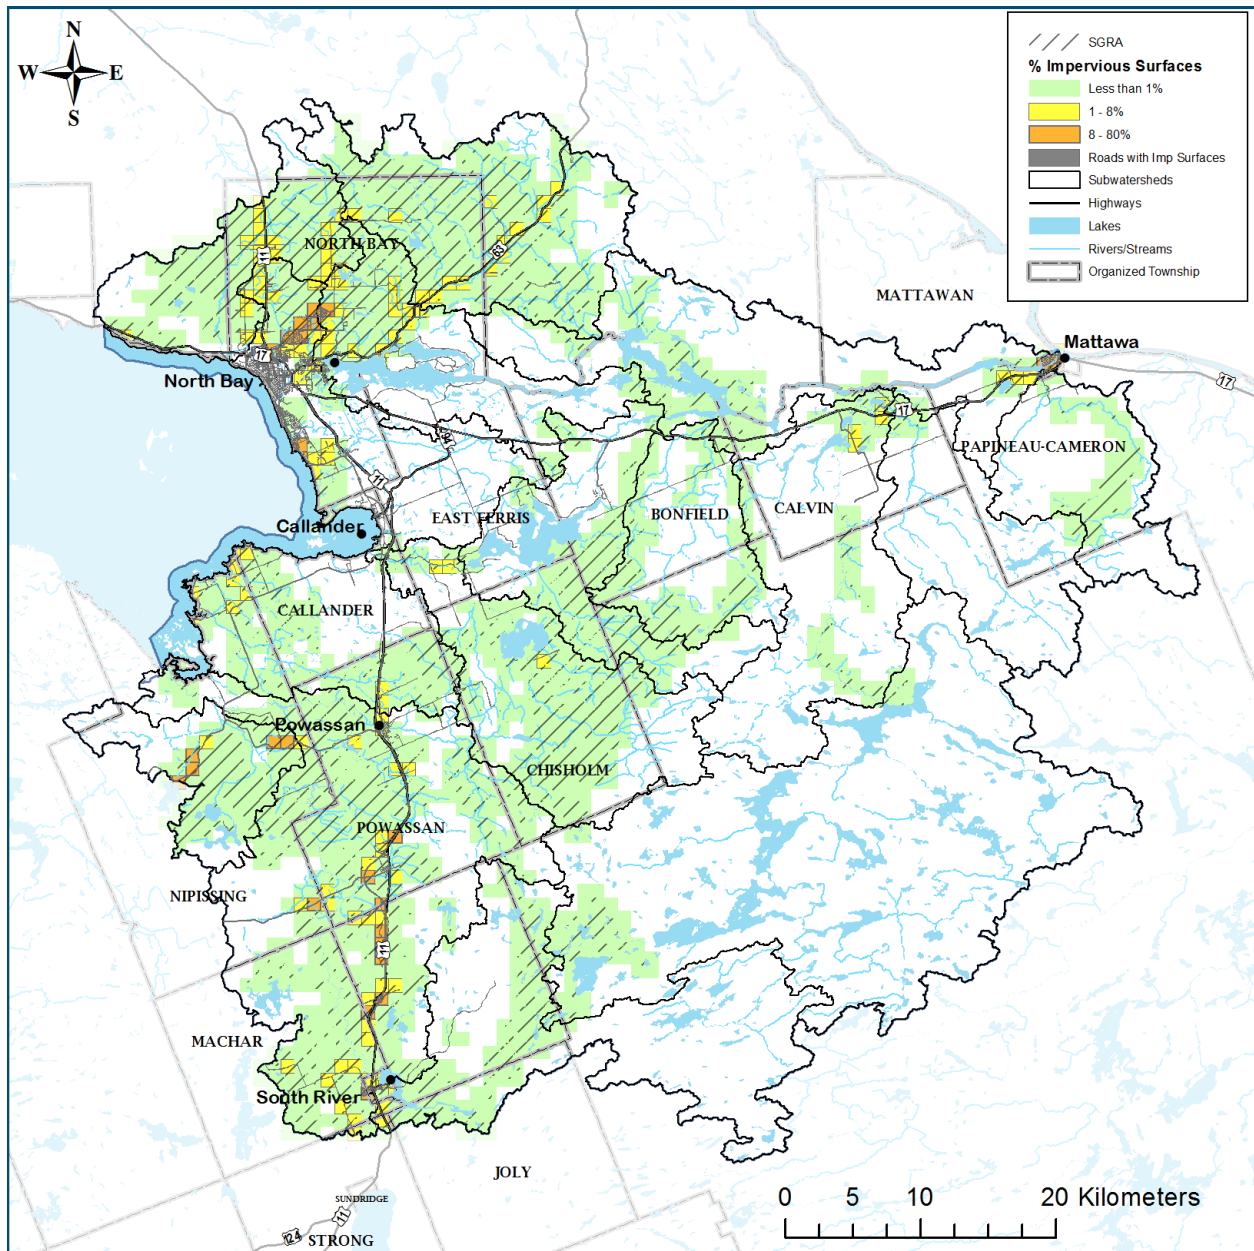 N
W E
S
SGRA
% Impervious Surfaces
Less than 1%
1 - 8%
8 - 80%
Roads with Imp Surfaces
Subwatersheds
Highways
Lakes
Rivers/Streams
Organized Township
NORTH BAY
11
63
MATTAWAN
Mattawa
17
17
North Bay
17
94
PAPINEAU-CAMERON
11
EAST FERRIS
BONFIELD
CALVIN
Callander
CALLANDER
Powassan
CHISHOLM
POWASSAN
NIPISSING
11
MACHAR
South River
JOLY
SUNDRIDGE
11
124
STRONG
0 5 10 20 Kilometers